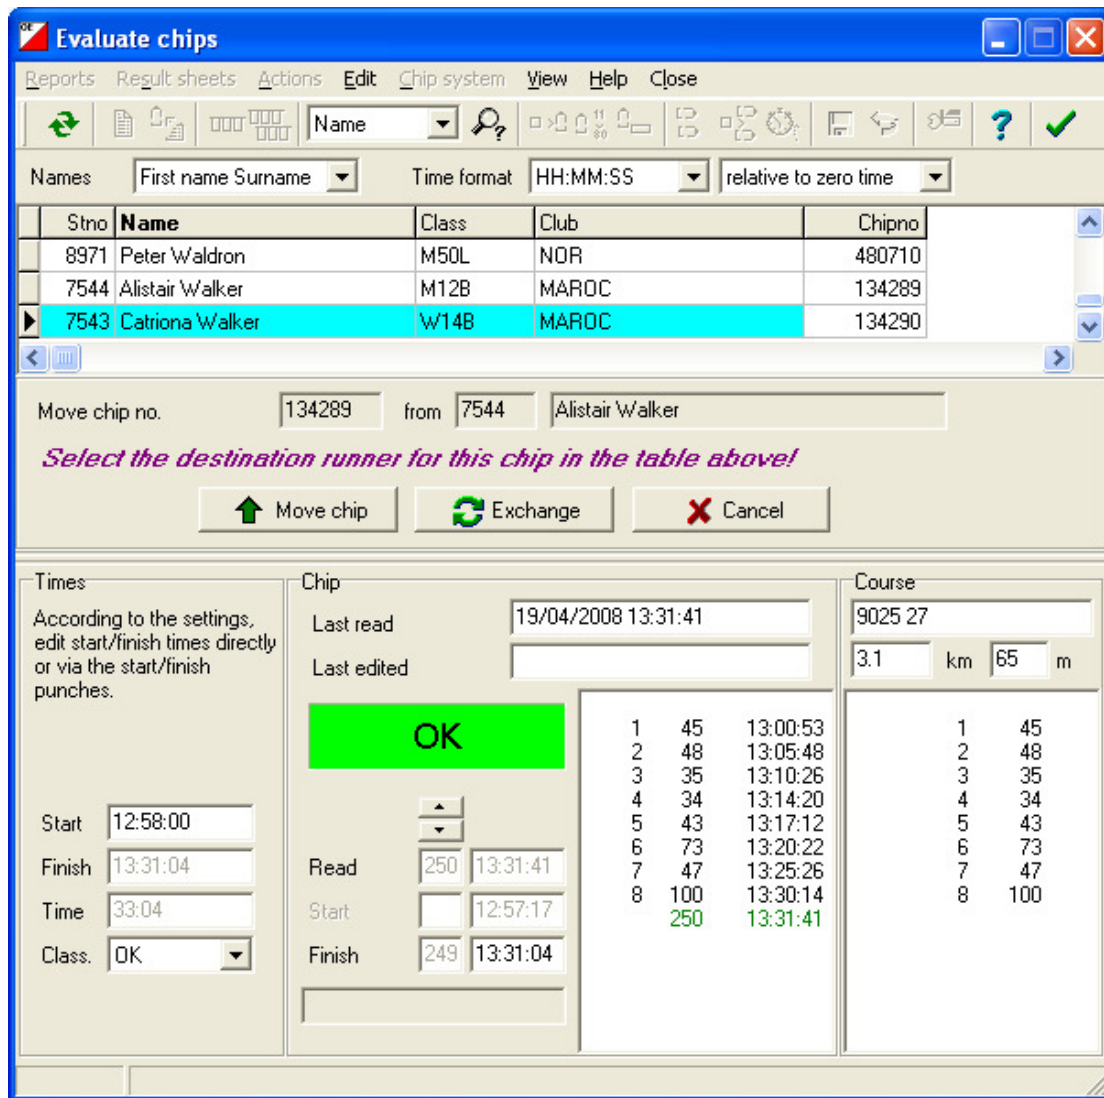 OE Evaluate chips
Reports Result sheets Actions Edit Chip system View Help Close
Name
Names First name Surname Time format HH:MM:SS relative to zero time
Stno Name Class Club Chipno
8971 Peter Waldron M50L NOR 480710
7544 Alistair Walker M12B MAROC 134289
7543 Catriona Walker W14B MAROC 134290
Move chip no. 134289 from 7544 Alistair Walker
Select the destination runner for this chip in the table above!
Move chip Exchange Cancel
Times
According to the settings,
edit start/finish times directly
or via the start/finish
punches.
Start 12:58:00
Finish 13:31:04
Time 33:04
Class. OK
Chip
Last read 19/04/2008 13:31:41
Last edited
OK
Read 250 13:31:41
Start 12:57:17
Finish 249 13:31:04
1 45 13:00:53
2 48 13:05:48
3 35 13:10:26
4 34 13:14:20
5 43 13:17:12
6 73 13:20:22
7 47 13:25:26
8 100 13:30:14
250 13:31:41
Course
9025 27
3.1 km 65 m
1 45
2 48
3 35
4 34
5 43
6 73
7 47
8 100